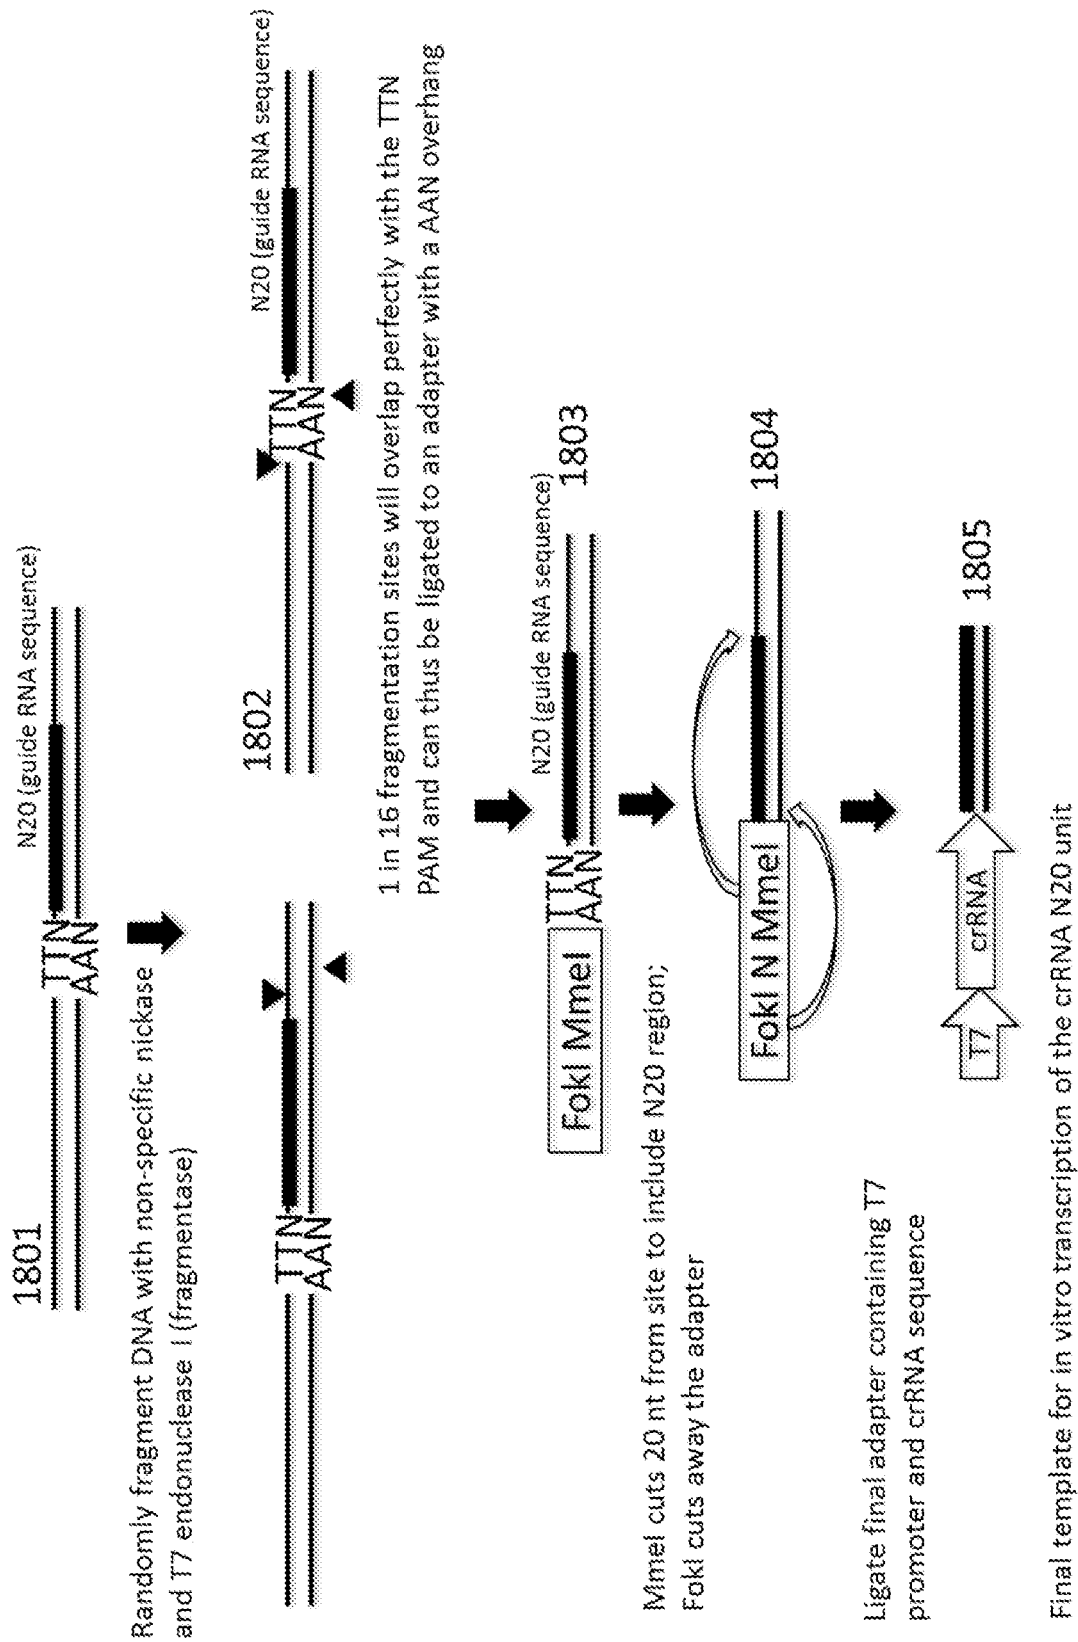 1801
N20 (guide RNA sequence)
TTN
AAN
Randomly fragment DNA with non-specific nickase
and T7 endonuclease I (fragmentase)
TTN
AAN
1802
TTN
AAN
N20 (guide RNA sequence)
1 in 16 fragmentation sites will overlap perfectly with the TTN
PAM and can thus be ligated to an adapter with a AAN overhang
FokI MmeI
TTN
AAN
N20 (guide RNA sequence)
1803
MmeI cuts 20 nt from site to include N20 region;
FokI cuts away the adapter
FokI N MmeI
1804
Ligate final adapter containing T7
promoter and crRNA sequence
T7
crRNA
1805
Final template for in vitro transcription of the crRNA N20 unit